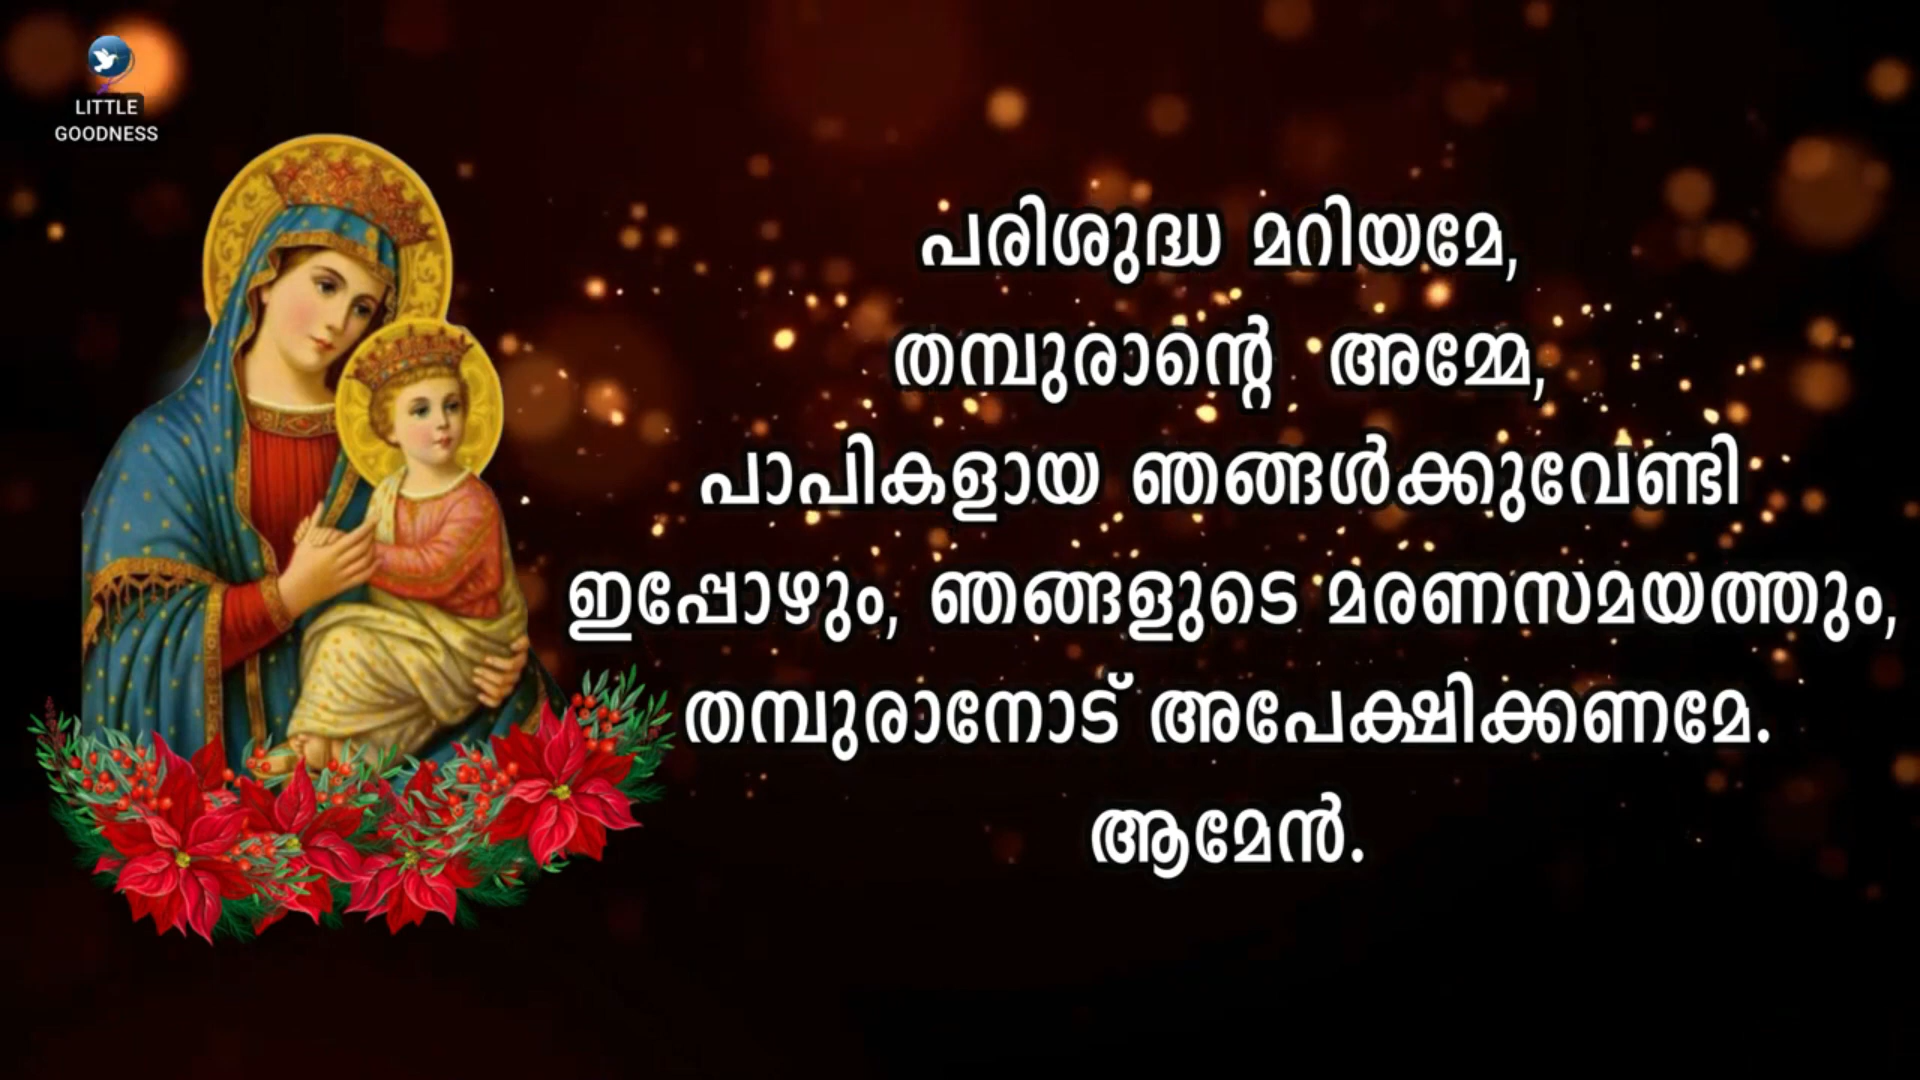 LITTLE
GOODNESS
പരിശുദ്ധ മറിയമേ,
തമ്പുരാന്റെ അമ്മേ,
പാപികളായ ഞങ്ങൾക്കുവേണ്ടി
ഇപ്പോഴും, ഞങ്ങളുടെ മരണസമയത്തും,
തമ്പുരാനോട് അപേക്ഷിക്കണമേ.
ആമേൻ.